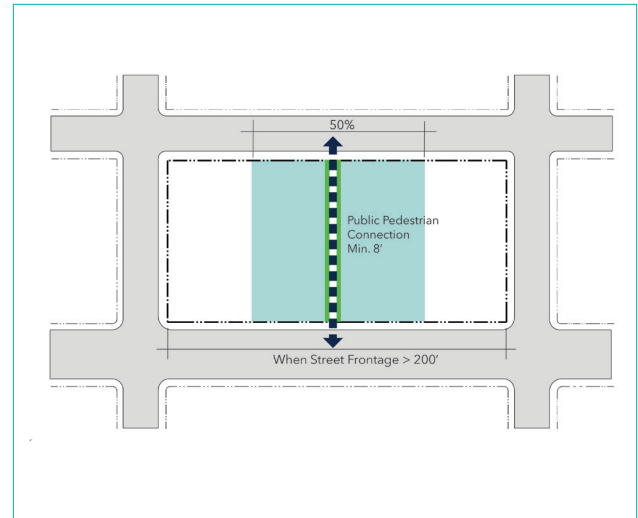 50%
Public Pedestrian
Connection
Min. 8'
When Street Frontage > 200'